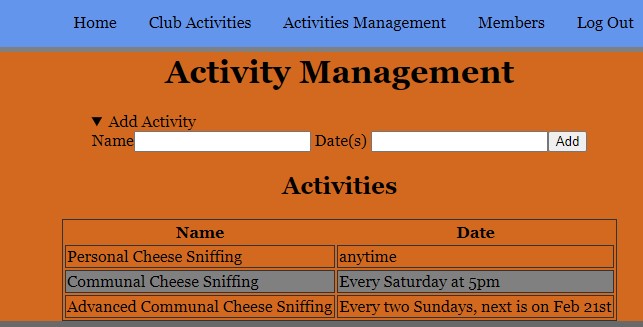 Home Club Activities Activities Management Members Log Out
Activity Management
▼ Add Activity
Name Date(s) Add
Activities
Name Date
Personal Cheese Sniffing anytime
Communal Cheese Sniffing Every Saturday at 5pm
Advanced Communal Cheese Sniffing Every two Sundays, next is on Feb 21st